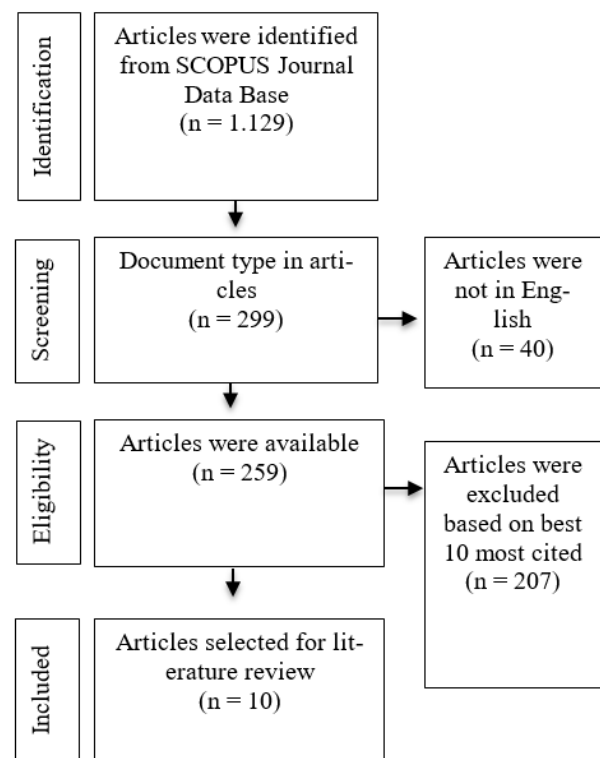 Identification
Articles were identified
from SCOPUS Journal
Data Base
(n = 1.129)
Screening
Document type in arti-
cles
(n = 299)
Articles were
not in Eng-
lish
(n = 40)
Eligibility
Articles were available
(n = 259)
Articles were
excluded
based on best
10 most cited
(n = 207)
Included
Articles selected for lit-
erature review
(n = 10)